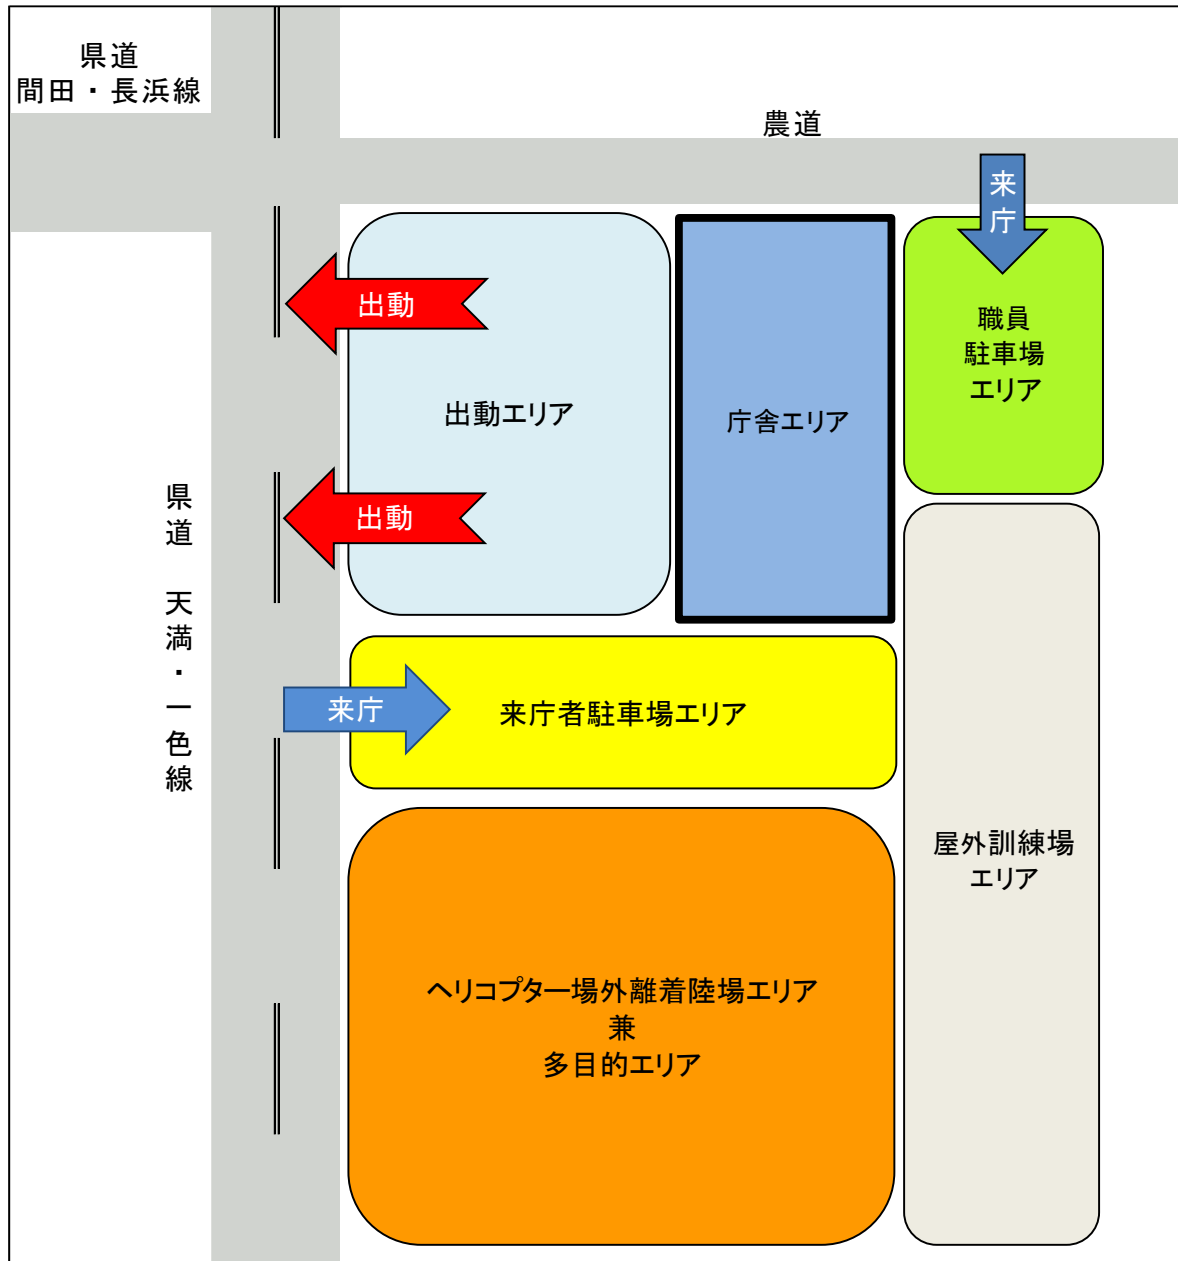 県道
間田・長浜線
農道
来庁
出動
職員
駐車場
エリア
出動エリア
庁舎エリア
出動
県道 天満・一色線
来庁
来庁者駐車場エリア
屋外訓練場
エリア
ヘリコプター場外離着陸場エリア
兼
多目的エリア